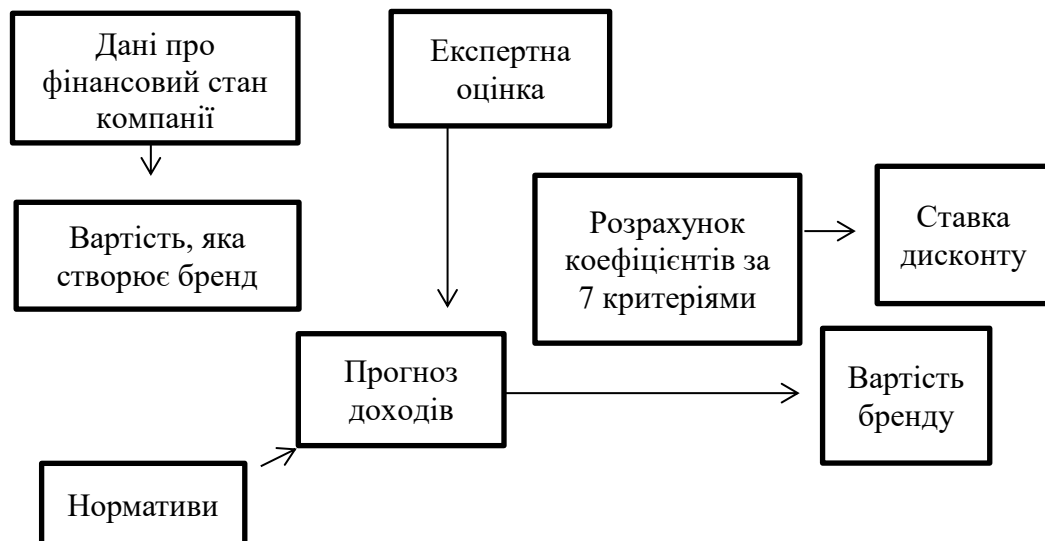 Дані про
фінансовий стан
компанії
Експертна
оцінка
Вартість, яка
створює бренд
Розрахунок
коефіцієнтів за
7 критеріями
Ставка
дисконту
Прогноз
доходів
Вартість
бренду
Нормативи